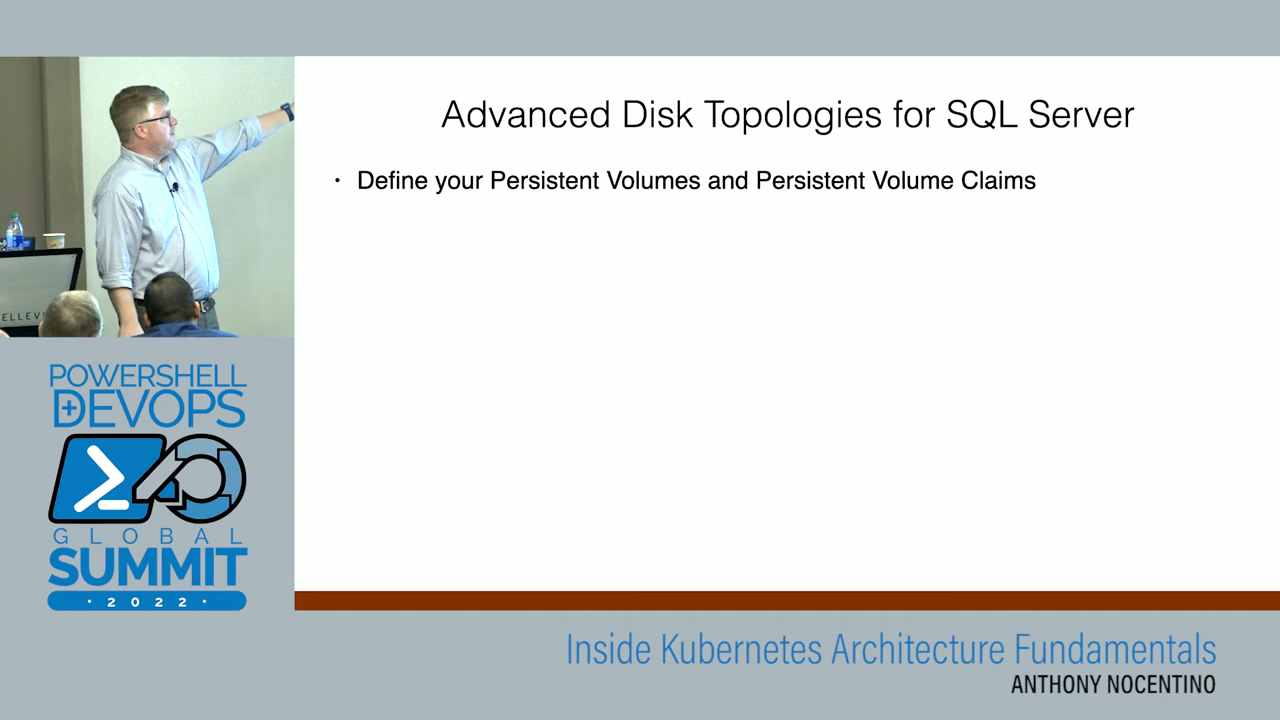 Advanced Disk Topologies for SQL Server
• Define your Persistent Volumes and Persistent Volume Claims
POWERSHELL
+DEVOPS
GLOBAL
SUMMIT
· 2022 ·
Inside Kubernetes Architecture Fundamentals
ANTHONY NOCENTINO